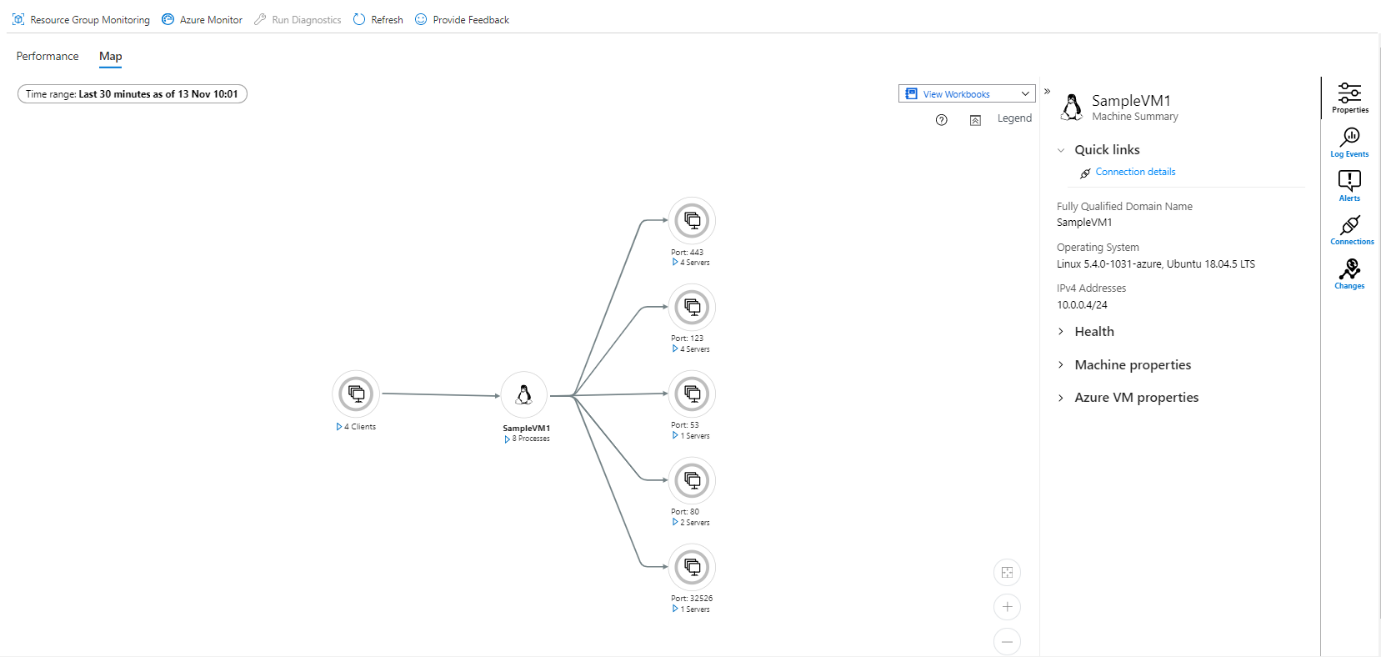 Resource Group Monitoring Azure Monitor Run Diagnostics Refresh Provide Feedback
Performance Map
Time range: Last 30 minutes as of 13 Nov 10:01
View Workbooks
Legend
Port: 443
4 Servers
Port: 123
4 Servers
4 Clients
SampleVM1
8 Processes
Port: 53
1 Servers
Port: 80
2 Servers
Port: 32526
1 Servers
SampleVM1
Machine Summary
Quick links
Connection details
Fully Qualified Domain Name
SampleVM1
Operating System
Linux 5.4.0-1031-azure, Ubuntu 18.04.5 LTS
IPv4 Addresses
10.0.0.4/24
Health
Machine properties
Azure VM properties
Properties
Log Events
Alerts
Connections
Changes